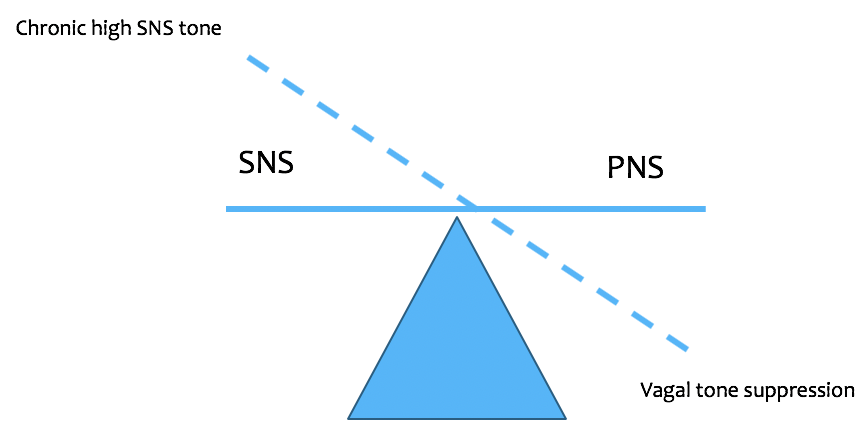 Chronic high SNS tone
SNS
PNS
Vagal tone suppression